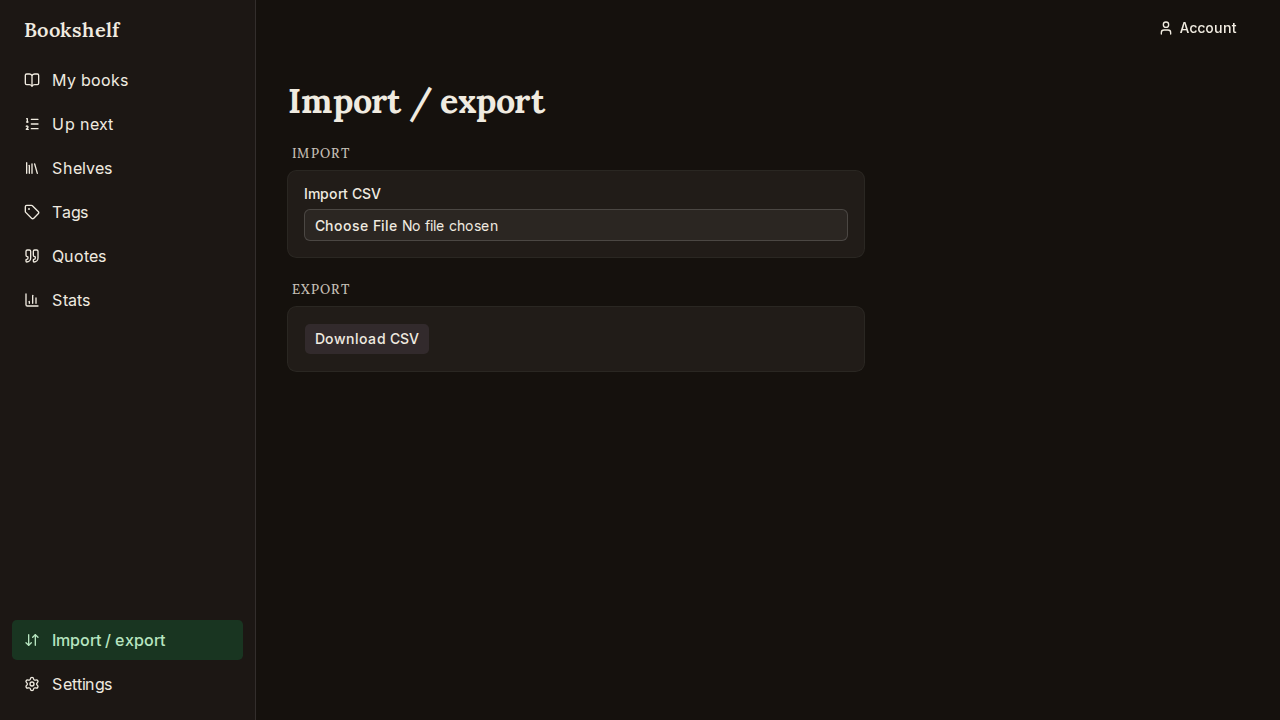 Bookshelf
My books
Up next
Shelves
Tags
Quotes
Stats
Import / export
Settings
Account
Import / export
IMPORT
Import CSV
Choose File No file chosen
EXPORT
Download CSV